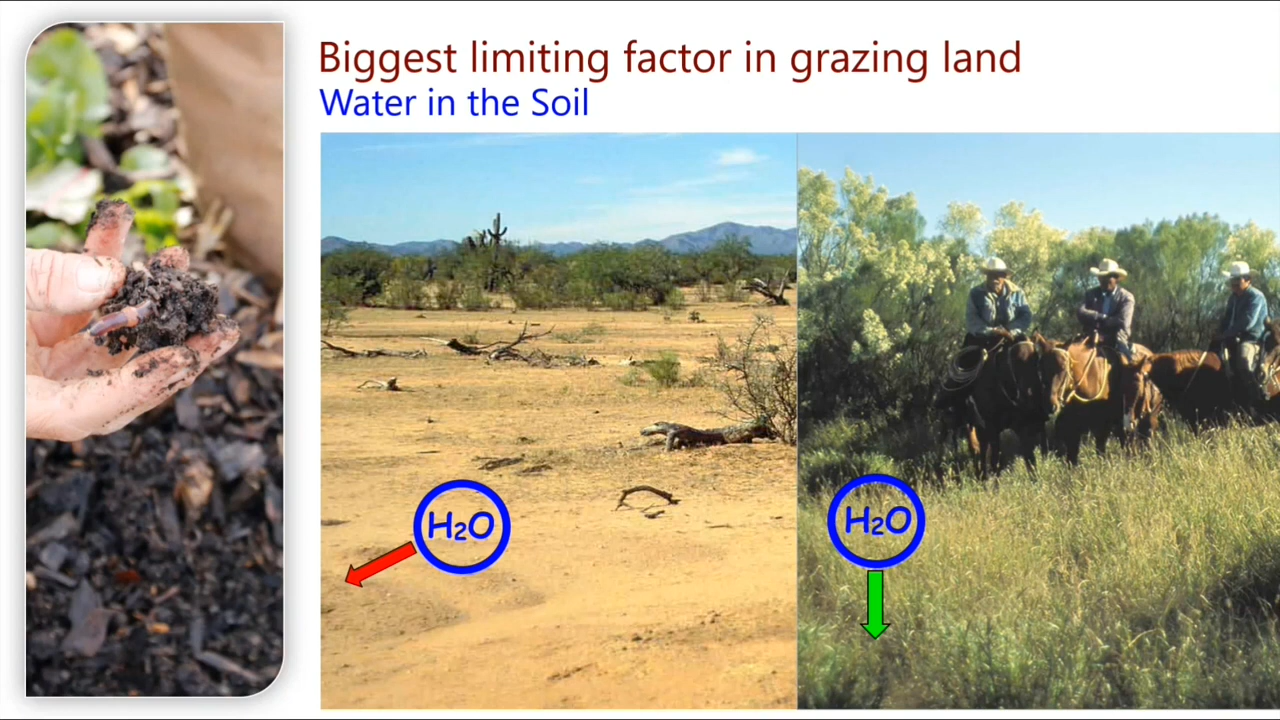 Biggest limiting factor in grazing land
Water in the Soil
H₂O
H₂O